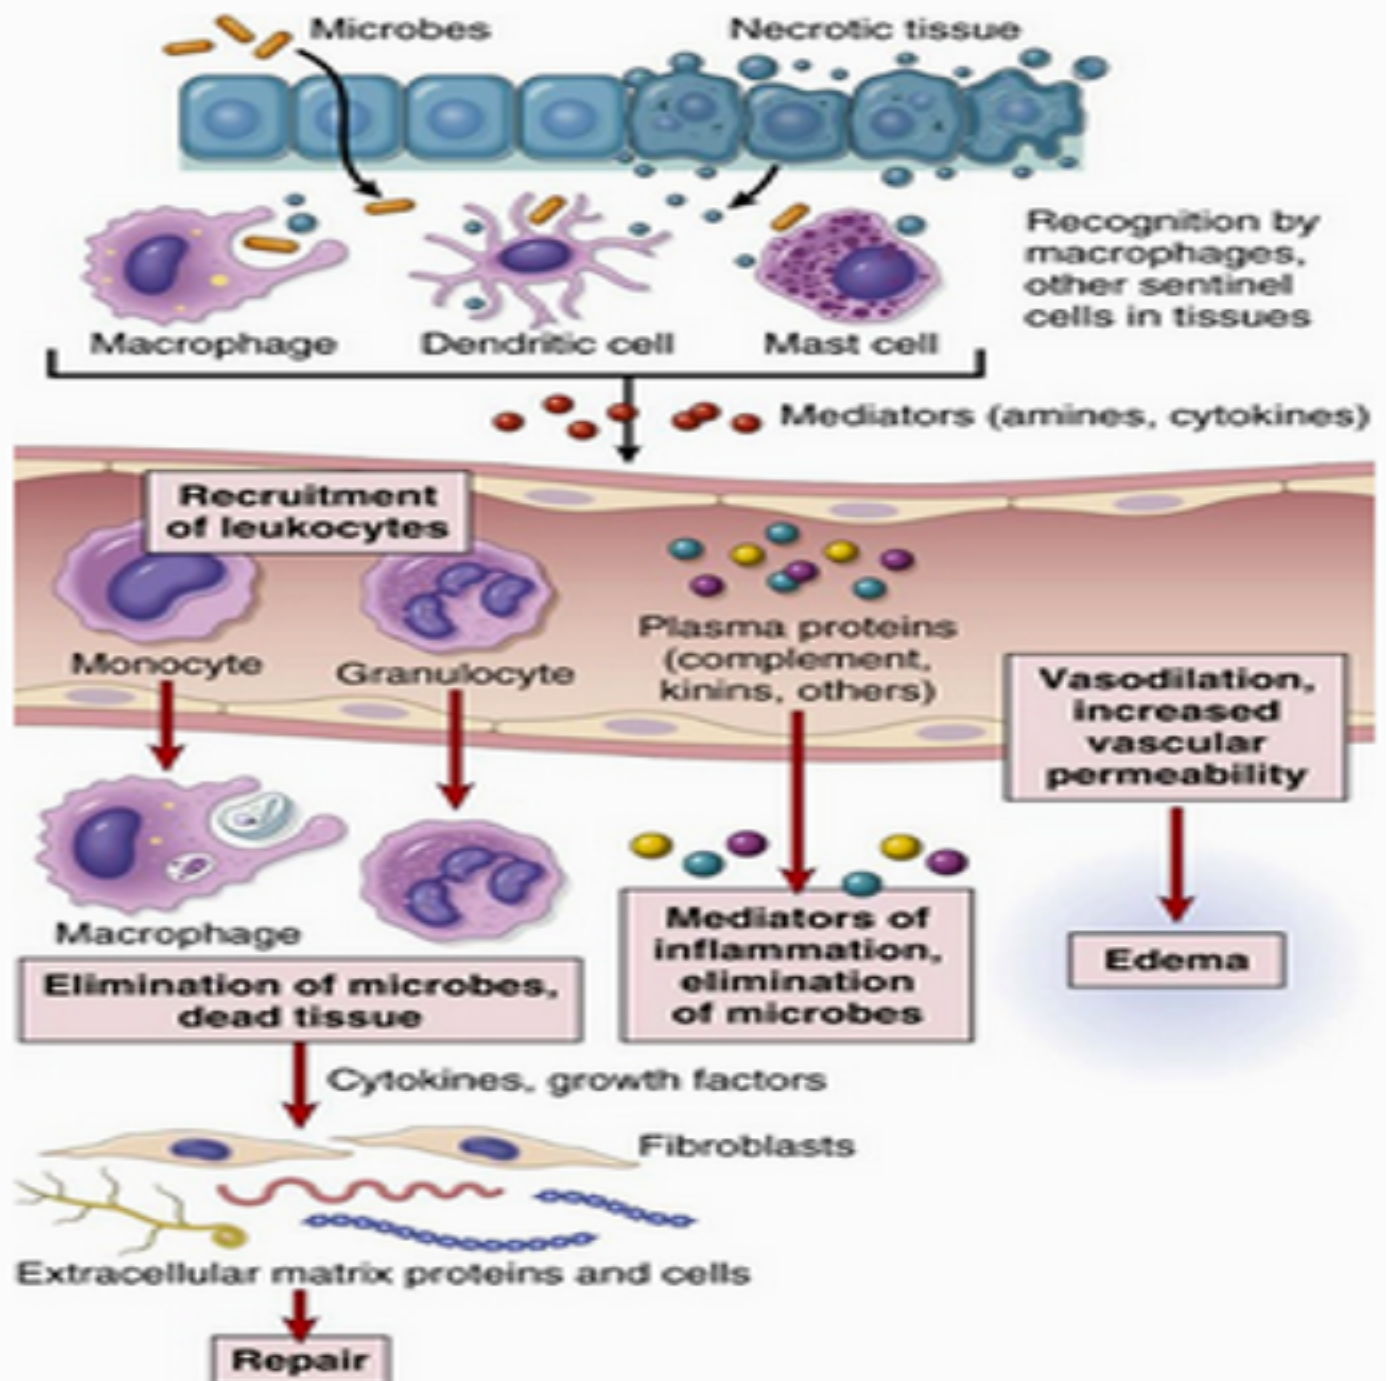 Microbes
Necrotic tissue
Recognition by
macrophages,
other sentinel
cells in tissues
Macrophage
Dendritic cell
Mast cell
Mediators (amines, cytokines)
Recruitment
of leukocytes
Monocyte
Granulocyte
Plasma proteins
(complement,
kinins, others)
Vasodilation,
increased
vascular
permeability
Macrophage
Elimination of microbes,
dead tissue
Mediators of
inflammation,
elimination
of microbes
Edema
Cytokines, growth factors
Fibroblasts
Extracellular matrix proteins and cells
Repair